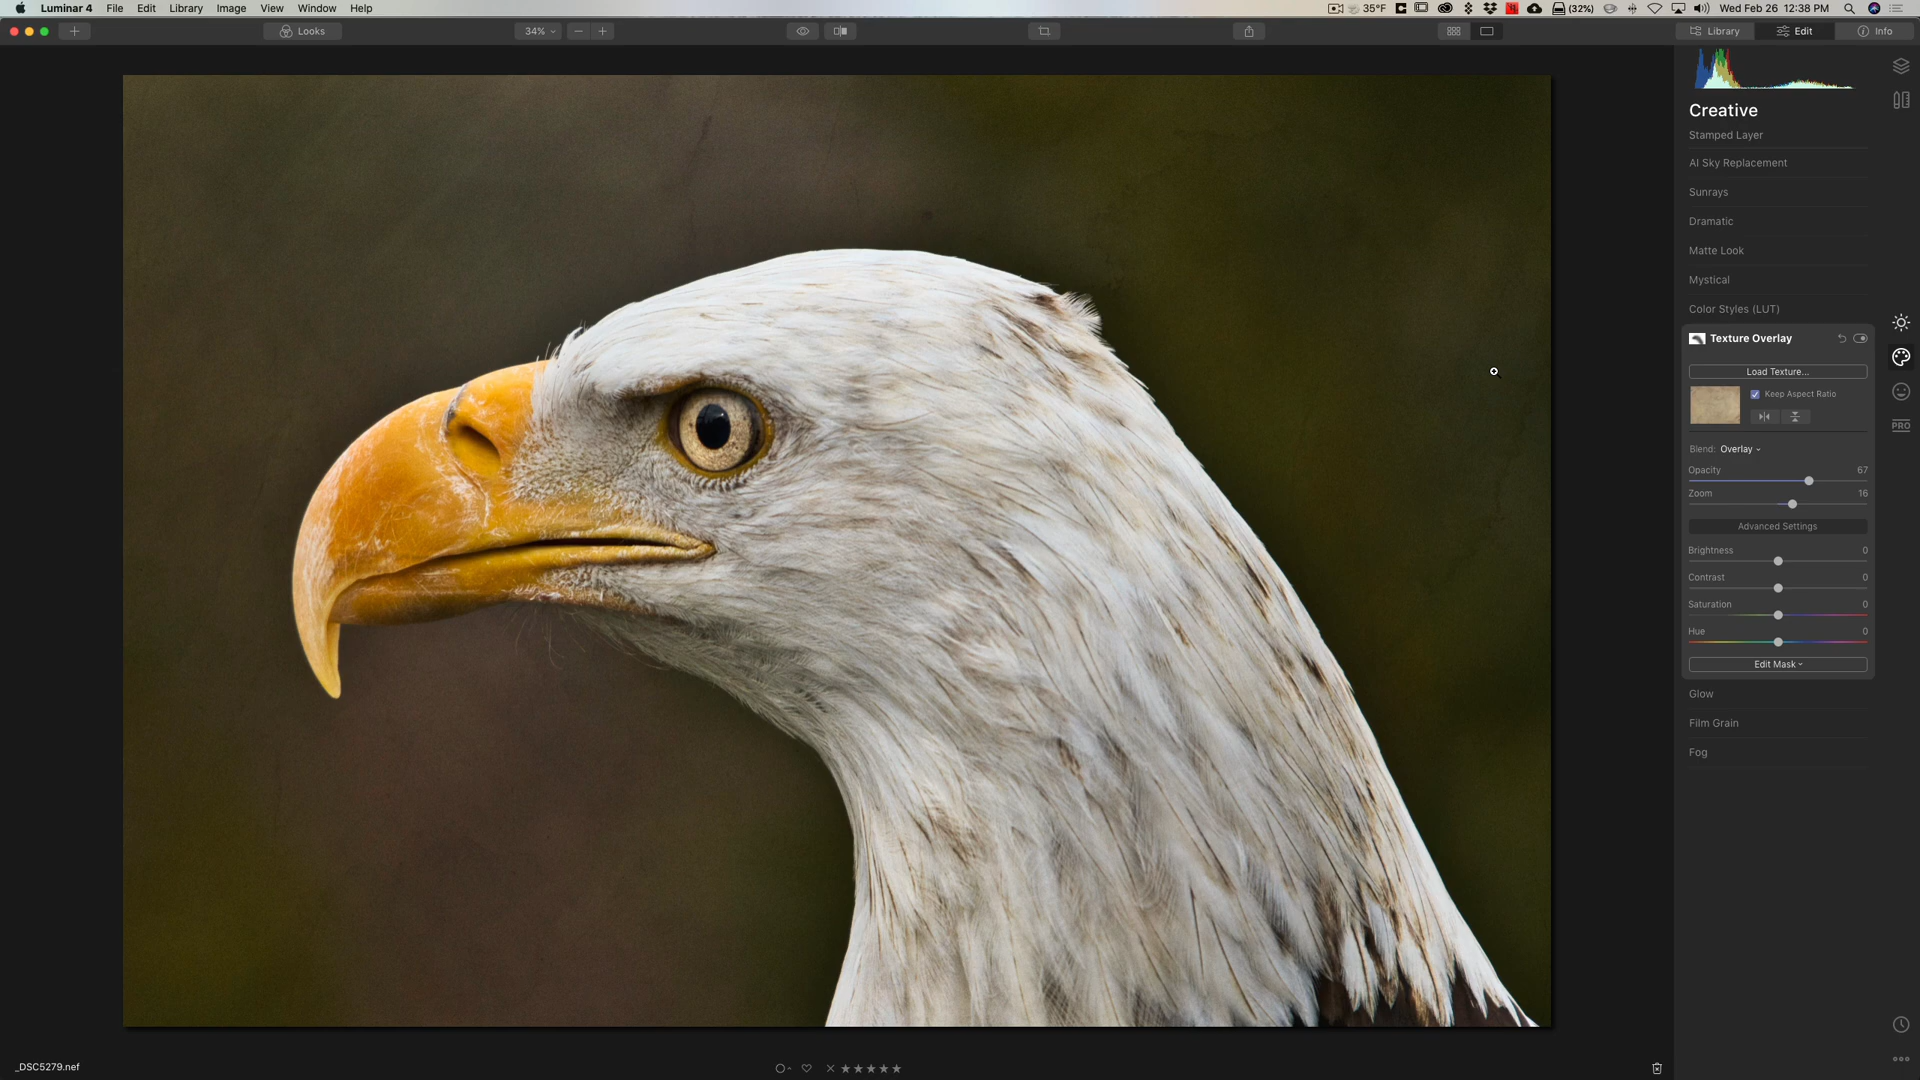 Luminar 4 File Edit Library Image View Window Help 35°F (32%) Wed Feb 26 12:38 PM
Looks 34% Library Edit Info
Creative
Stamped Layer
AI Sky Replacement
Sunrays
Dramatic
Matte Look
Mystical
Color Styles (LUT)
Texture Overlay
Load Texture...
Keep Aspect Ratio
PRO
Blend: Overlay
Opacity 67
Zoom 16
Advanced Settings
Brightness 0
Contrast 0
Saturation 0
Hue 0
Edit Mask
Glow
Film Grain
Fog
_DSC5279.nef